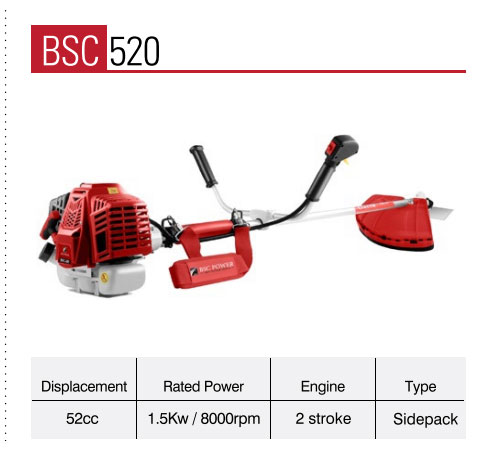 BSC 520
BSC POWER
Displacement Rated Power Engine Type
52cc 1.5Kw / 8000rpm 2 stroke Sidepack